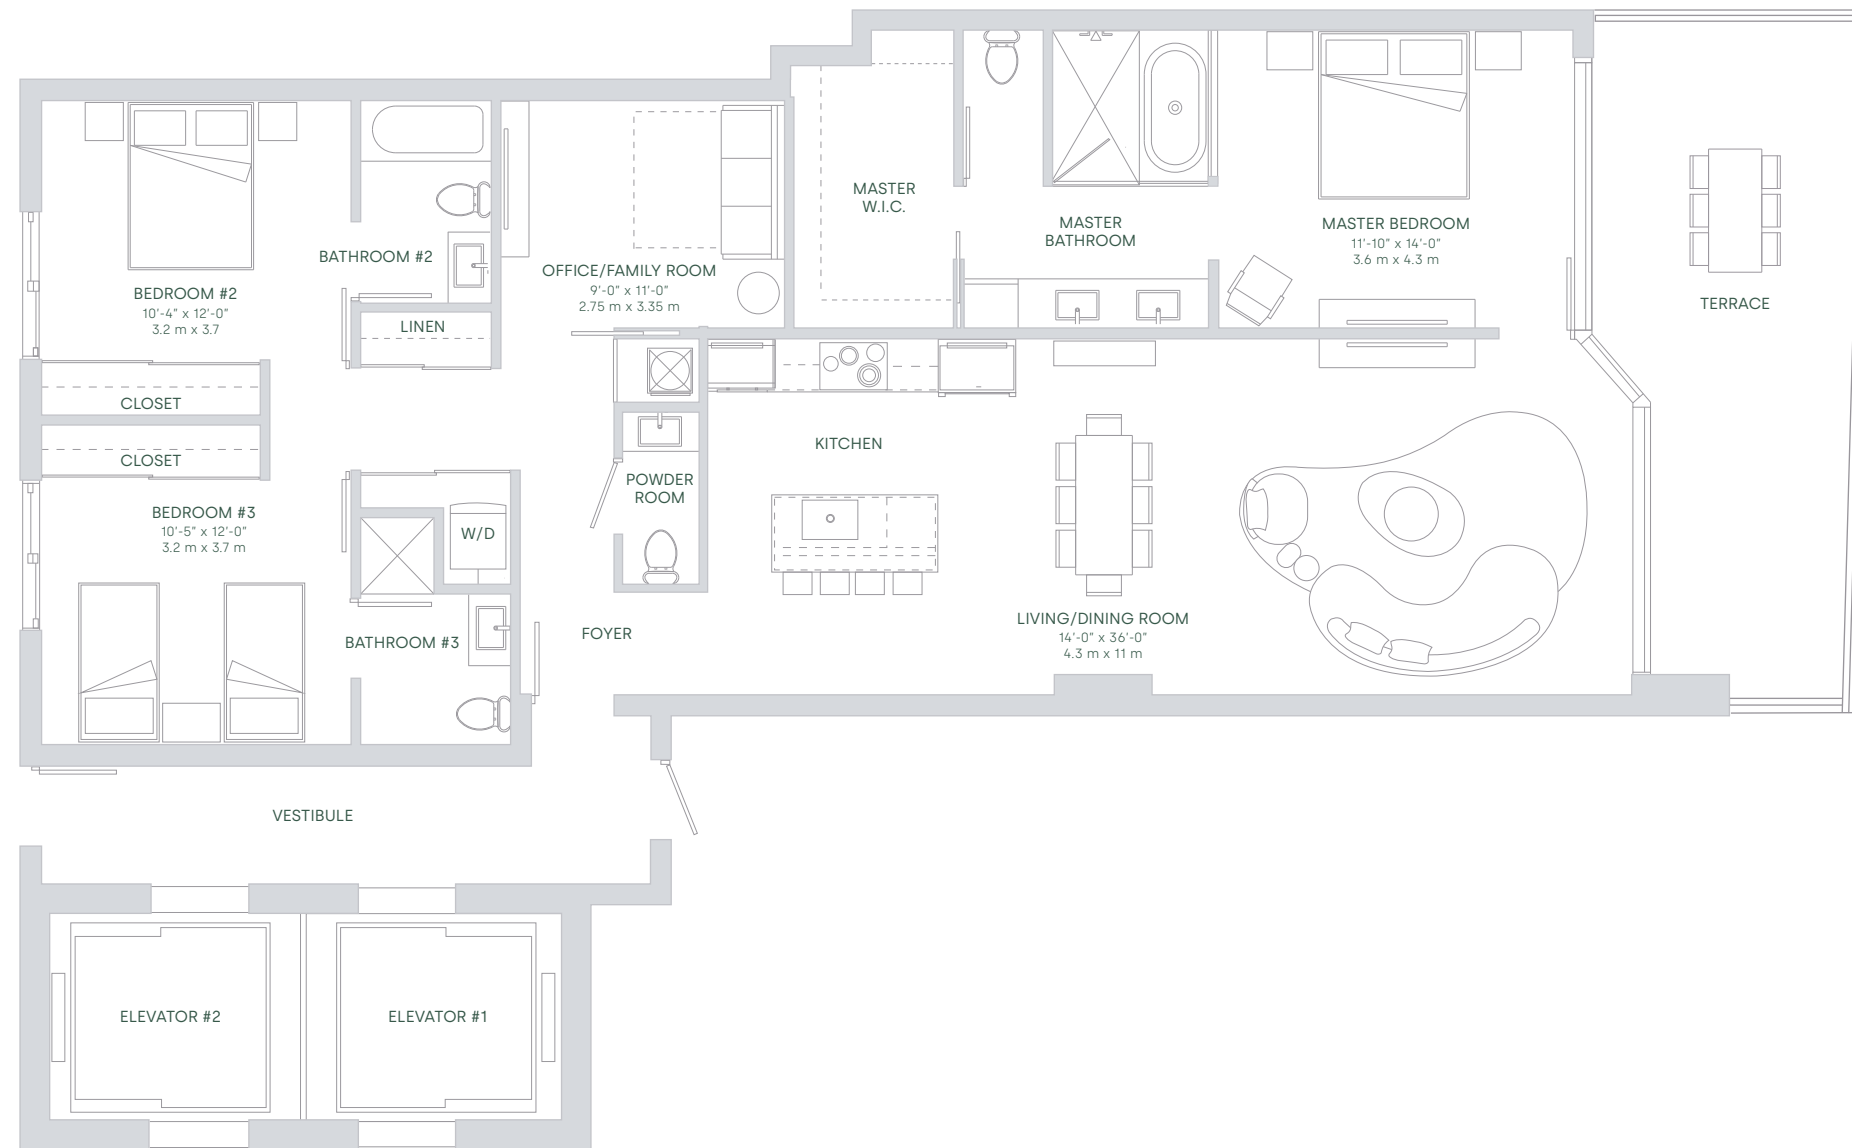 MASTER
W.I.C.
MASTER
BATHROOM
MASTER BEDROOM
11'-10" x 14'-0"
3.6 m x 4.3 m
TERRACE
BATHROOM #2
OFFICE/FAMILY ROOM
9'-0" x 11'-0"
2.75 m x 3.35 m
BEDROOM #2
10'-4" x 12'-0"
3.2 m x 3.7
LINEN
CLOSET
CLOSET
KITCHEN
POWDER
ROOM
BEDROOM #3
10'-5" x 12'-0"
3.2 m x 3.7 m
W/D
BATHROOM #3
FOYER
LIVING/DINING ROOM
14'-0" x 36'-0"
4.3 m x 11 m
VESTIBULE
ELEVATOR #2
ELEVATOR #1